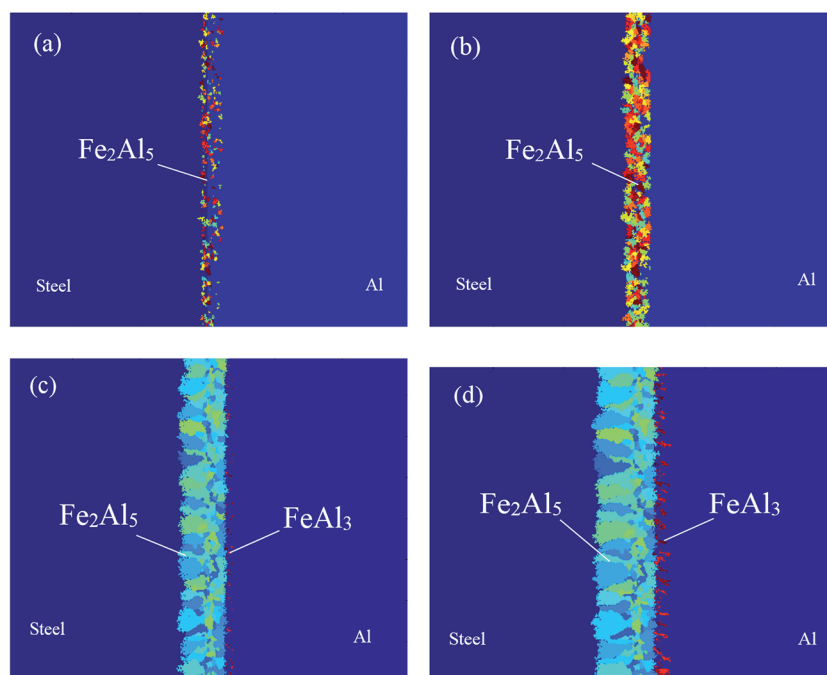 (a)
Fe₂Al₅
Steel
Al
(b)
Fe₂Al₅
Steel
Al
(c)
Fe₂Al₅
FeAl₃
Steel
Al
(d)
Fe₂Al₅
FeAl₃
Steel
Al